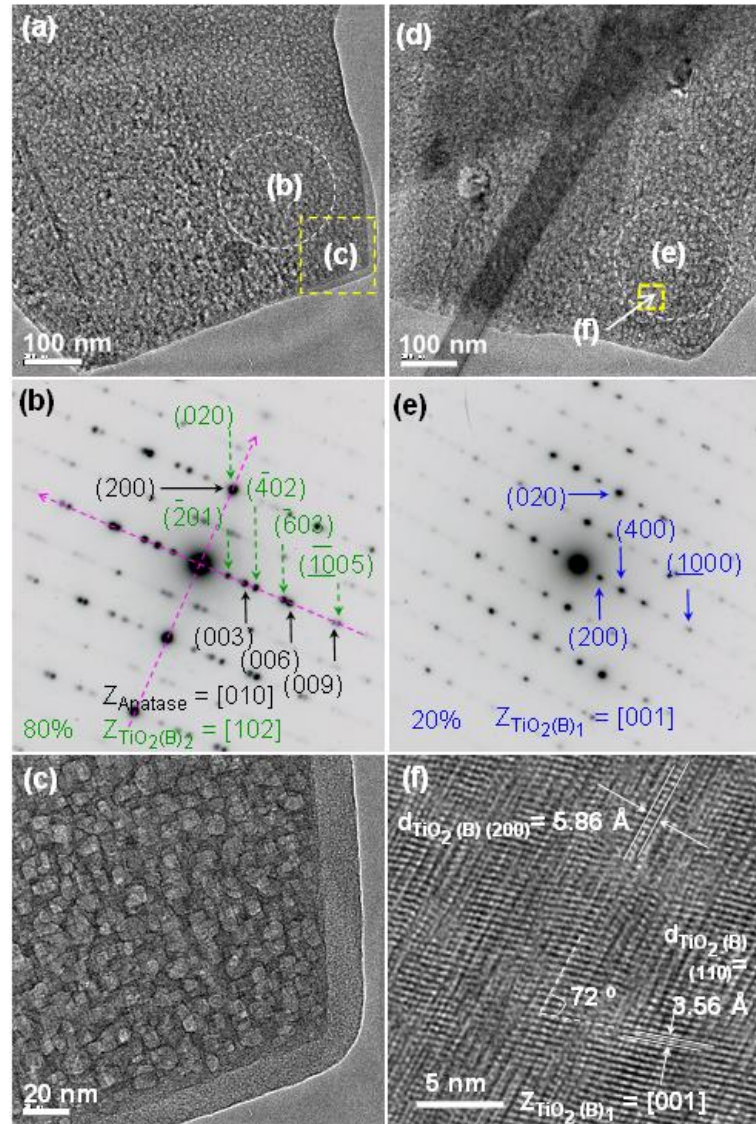 (a)
(b)
(c)
100 nm
(d)
(e)
(f)
100 nm
(b)
(020)
(200)
(4̄02)
(2̄01)
(6̄03)
(1̲0̲̄05)
(003)
(006)
(009)
Z_Anatase = [010]
80% Z_TiO₂(B)₂ = [102]
(e)
(020)
(400)
(1̲0̲00)
(200)
20% Z_TiO₂(B)₁ = [001]
(c)
20 nm
(f)
d_TiO₂(B)(200) = 5.86 Å
d_TiO₂(B)
(1̄10) =
3.56 Å
72 °
5 nm
Z_TiO₂(B)₁ = [001]